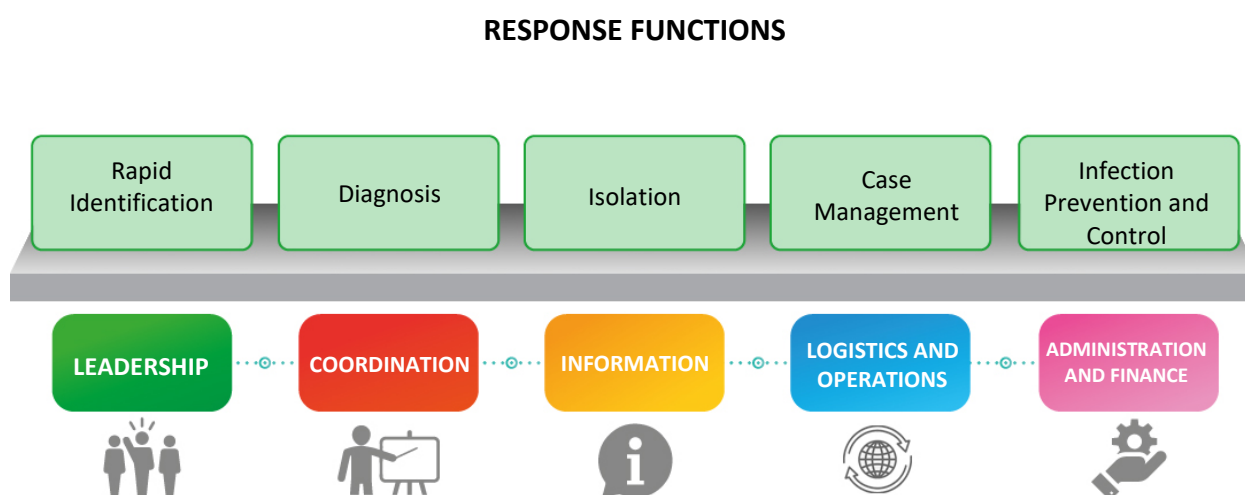 RESPONSE FUNCTIONS
Rapid
Identification
Diagnosis
Isolation
Case
Management
Infection
Prevention and
Control
LEADERSHIP
COORDINATION
INFORMATION
LOGISTICS AND
OPERATIONS
ADMINISTRATION
AND FINANCE